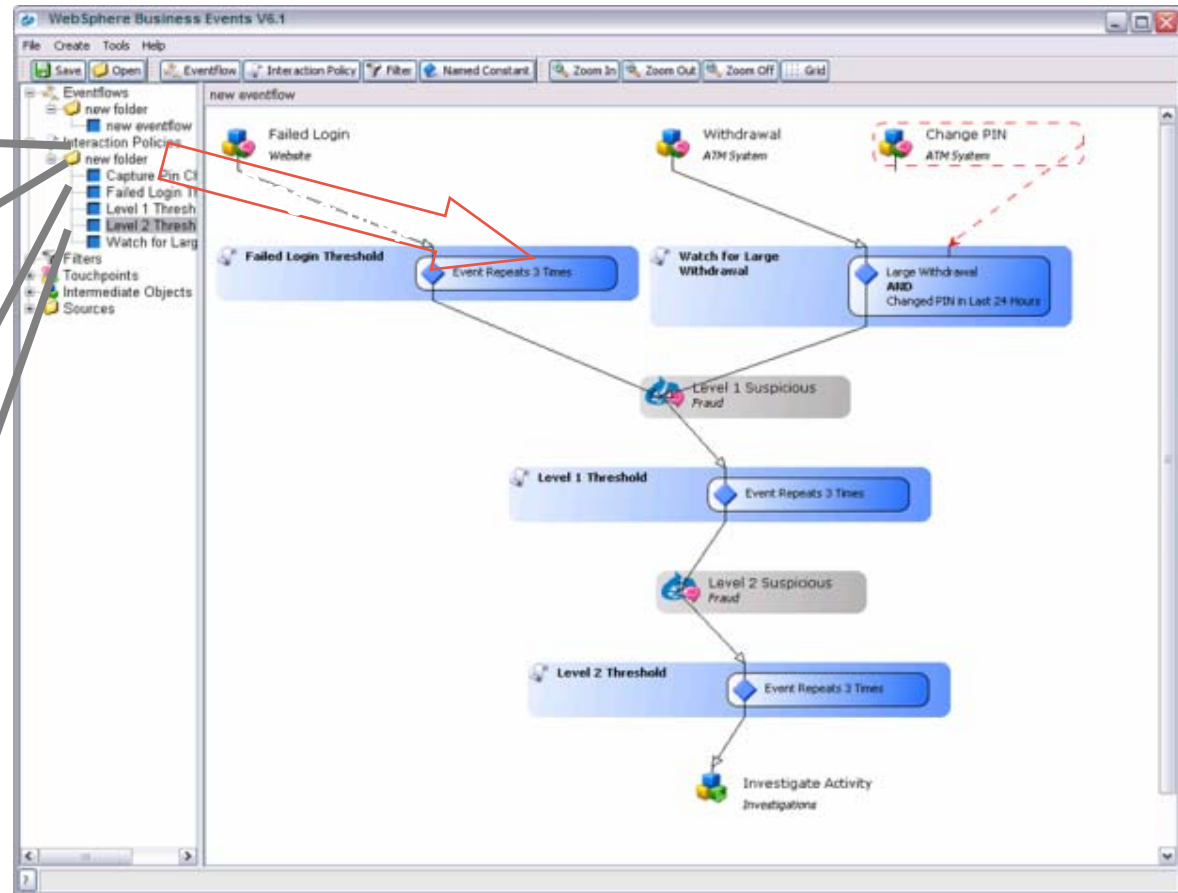 WebSphere Business Events V6.1
File Create Tools Help
Save Open Eventflow Interaction Policy Filter Named Constant Zoom In Zoom Out Zoom Off Grid
Eventflows
new folder
new eventflow
Interaction Policies
new folder
Capture Pin Ch
Failed Login Th
Level 1 Thresh
Level 2 Thresh
Watch for Larg
Filters
Touchpoints
Intermediate Objects
Sources
new eventflow
Failed Login
Website
Withdrawal
ATM System
Change PIN
ATM System
Failed Login Threshold
Event Repeats 3 Times
Watch for Large
Withdrawal
Large Withdrawal
AND
Changed PIN in Last 24 Hours
Level 1 Suspicious
Fraud
Level 1 Threshold
Event Repeats 3 Times
Level 2 Suspicious
Fraud
Level 2 Threshold
Event Repeats 3 Times
Investigate Activity
Investigations
?